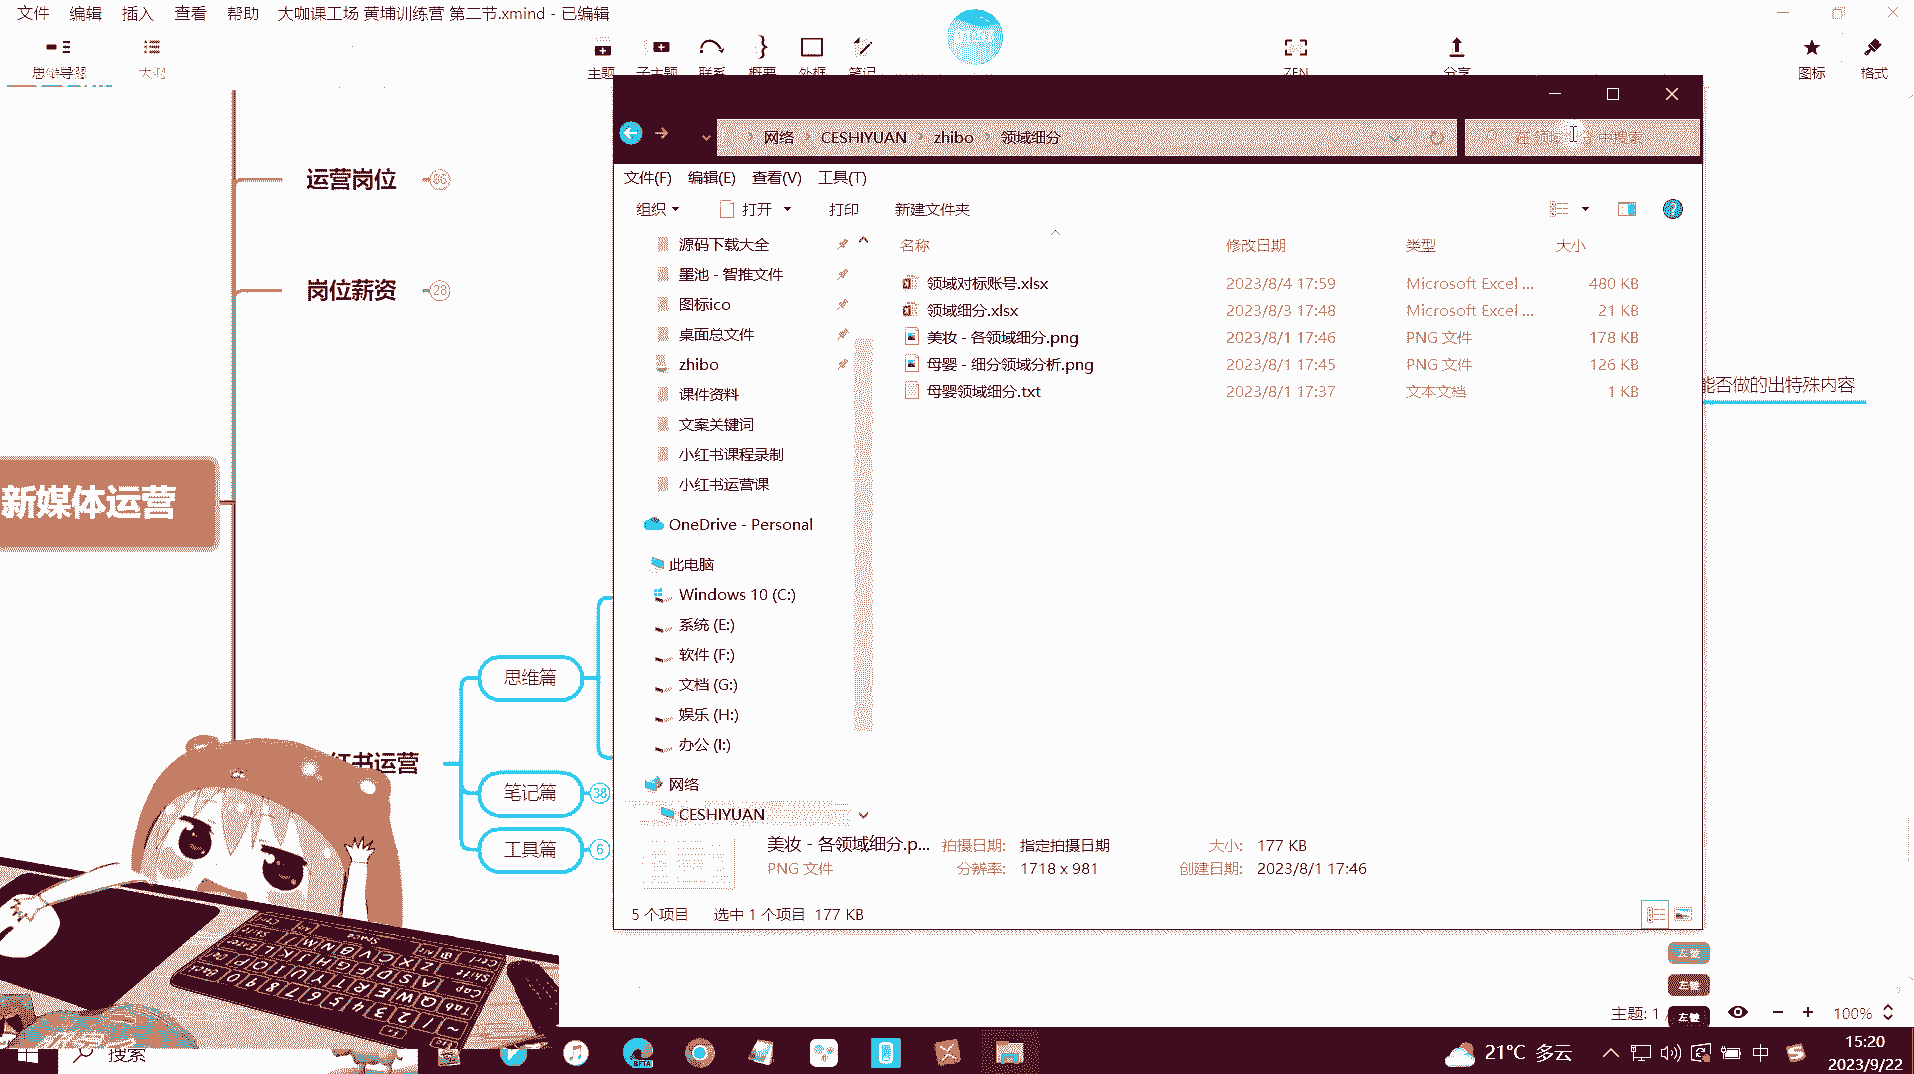 文件 编辑 插入 查看 帮助 大咖课工场 黄埔训练营 第二节.xmind - 已编辑
思维导图 大纲 主题 子主题 联系 概要 外框 笔记 ZEN 分享 图标 格式
网络 CESHIYUAN zhibo 领域细分
文件(F) 编辑(E) 查看(V) 工具(T)
组织 打开 打印 新建文件夹
名称 修改日期 类型 大小
领域对标账号.xlsx 2023/8/4 17:59 Microsoft Excel ... 480 KB
领域细分.xlsx 2023/8/3 17:48 Microsoft Excel ... 21 KB
美妆 - 各领域细分.png 2023/8/1 17:46 PNG 文件 178 KB
母婴 - 细分领域分析.png 2023/8/1 17:45 PNG 文件 126 KB
母婴领域细分.txt 2023/8/1 17:37 文本文档 1 KB
源码下载大全
墨池 - 智推文件
图标ico
桌面总文件
zhibo
课件资料
文案关键词
小红书课程录制
小红书运营课
OneDrive - Personal
此电脑
Windows 10 (C:)
系统 (E:)
软件 (F:)
文档 (G:)
娱乐 (H:)
办公 (I:)
网络
CESHIYUAN
美妆 - 各领域细分.p... 拍摄日期: 指定拍摄日期 大小: 177 KB
PNG 文件 分辨率: 1718 x 981 创建日期: 2023/8/1 17:46
5 个项目 选中 1 个项目 177 KB
运营岗位 86
岗位薪资 28
新媒体运营
能否做的出特殊内容
思维篇
红书运营
笔记篇 38
工具篇 6
左键
左键
左键
主题: 1 / 100%
搜索
21°C 多云 中 15:20
2023/9/22